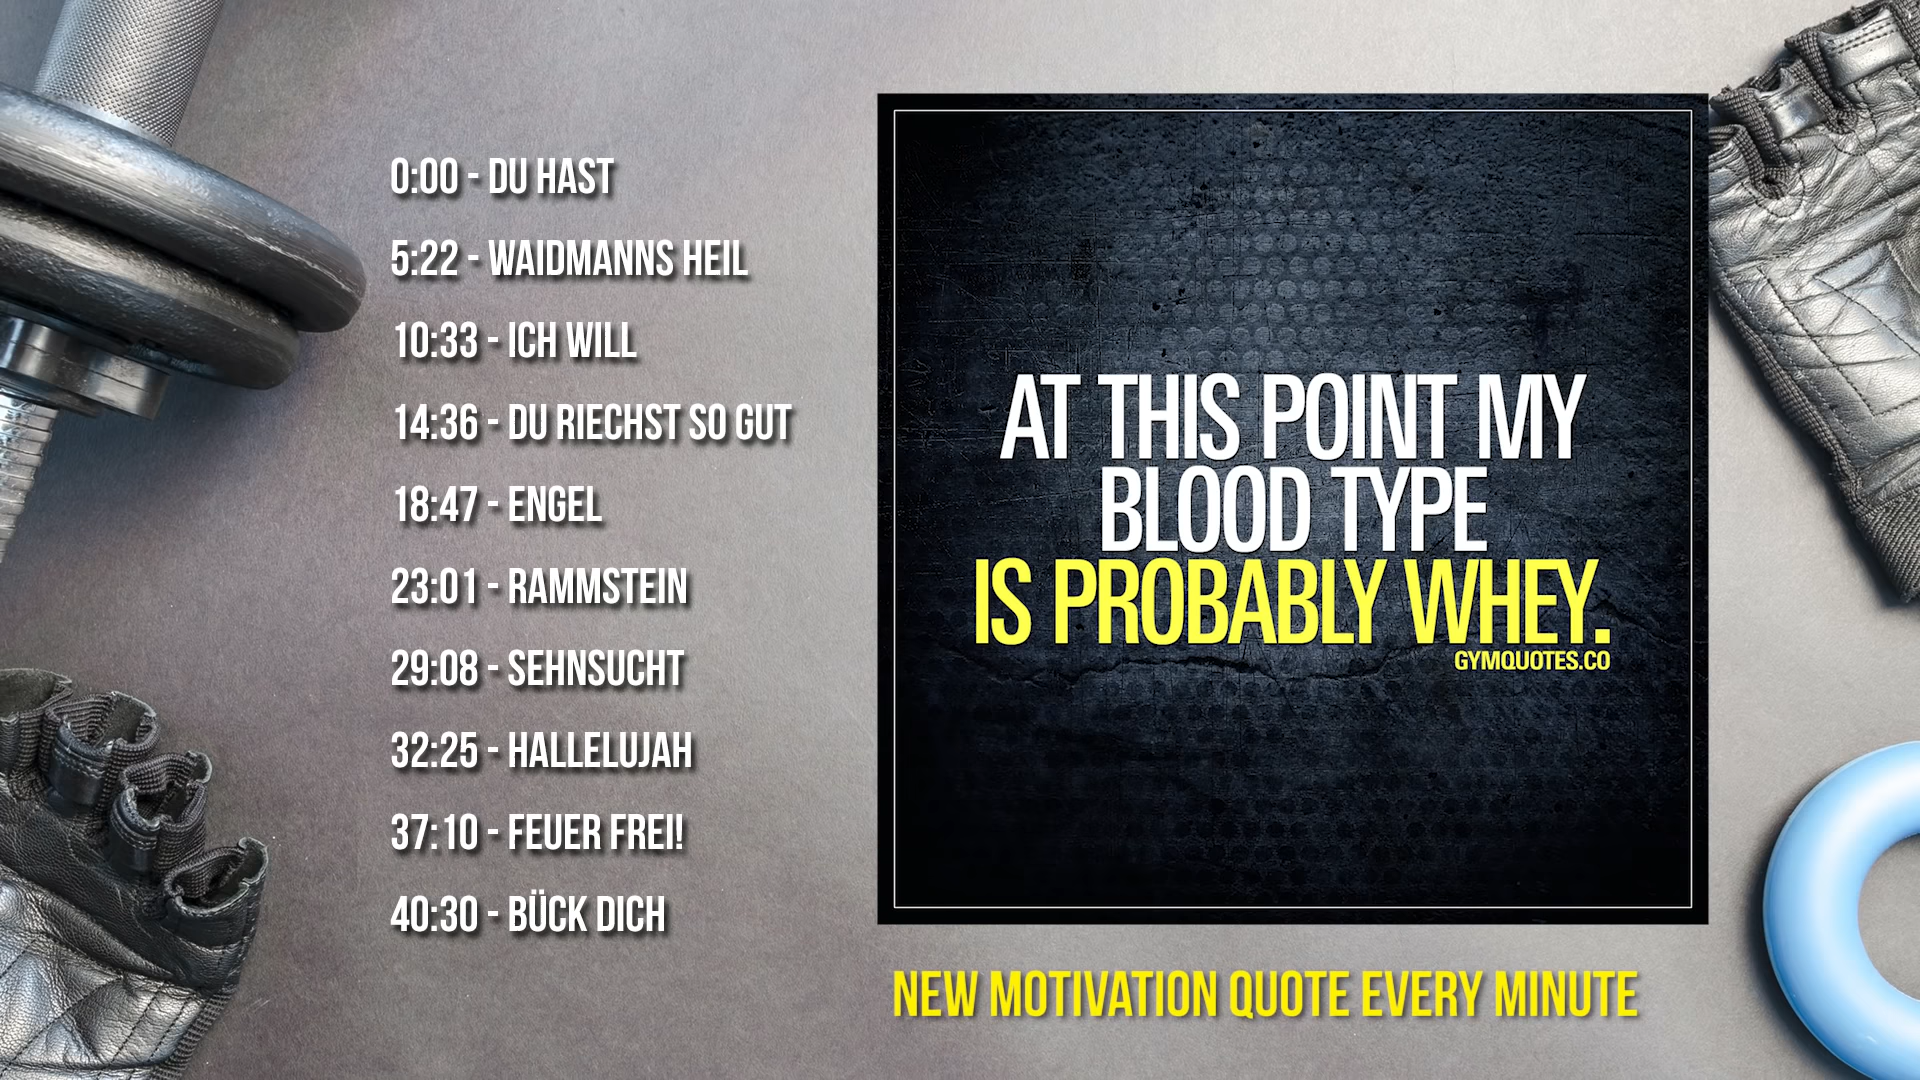 0:00 - DU HAST
5:22 - WAIDMANNS HEIL
10:33 - ICH WILL
14:36 - DU RIECHST SO GUT
18:47 - ENGEL
23:01 - RAMMSTEIN
29:08 - SEHNSUCHT
32:25 - HALLELUJAH
37:10 - FEUER FREI!
40:30 - BÜCK DICH
AT THIS POINT MY
BLOOD TYPE
IS PROBABLY WHEY.
GYMQUOTES.CO
NEW MOTIVATION QUOTE EVERY MINUTE